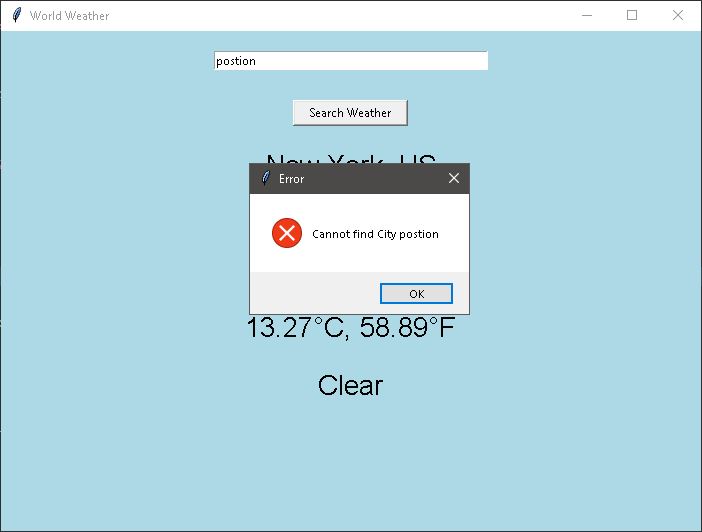 World Weather
postion
Search Weather
New York, US
Error
Cannot find City postion
OK
13.27°C, 58.89°F
Clear